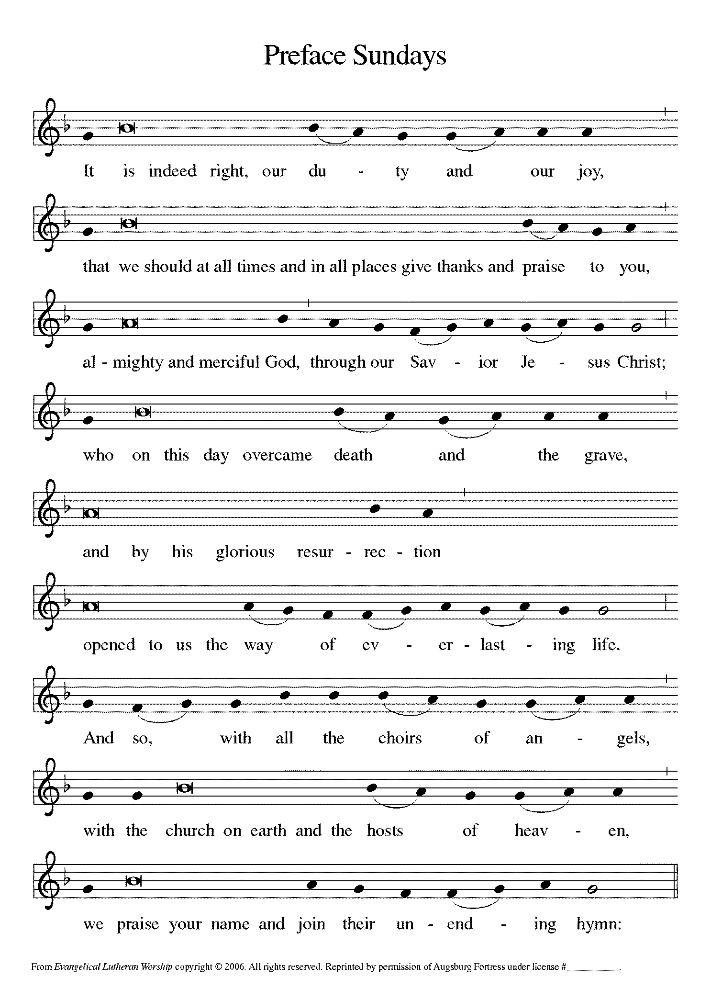 Preface Sundays
It is indeed right, our du - ty and our joy,
that we should at all times and in all places give thanks and praise to you,
al - mighty and merciful God, through our Sav - ior Je - sus Christ;
who on this day overcame death and the grave,
and by his glorious resur - rec - tion
opened to us the way of ev - er - last - ing life.
And so, with all the choirs of an - gels,
with the church on earth and the hosts of heav - en,
we praise your name and join their un - end - ing hymn:
From Evangelical Lutheran Worship copyright © 2006. All rights reserved. Reprinted by permission of Augsburg Fortress under license #___________.